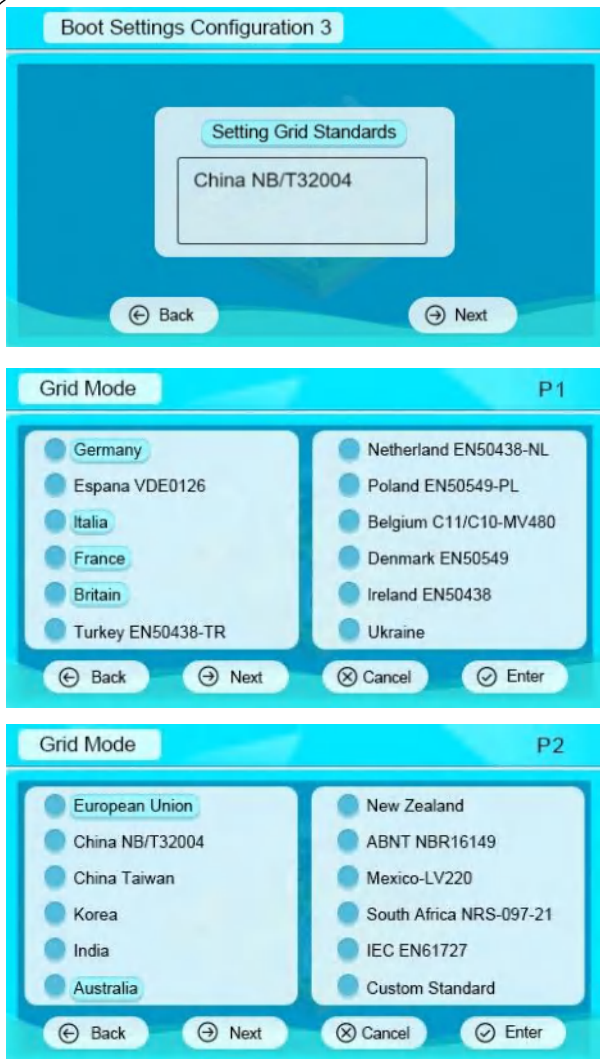 Boot Settings Configuration 3
Setting Grid Standards
China NB/T32004
Back
Next
Grid Mode
P1
Germany
Espana VDE0126
Italia
France
Britain
Turkey EN50438-TR
Netherland EN50438-NL
Poland EN50549-PL
Belgium C11/C10-MV480
Denmark EN50549
Ireland EN50438
Ukraine
Back
Next
Cancel
Enter
Grid Mode
P2
European Union
China NB/T32004
China Taiwan
Korea
India
Australia
New Zealand
ABNT NBR16149
Mexico-LV220
South Africa NRS-097-21
IEC EN61727
Custom Standard
Back
Next
Cancel
Enter